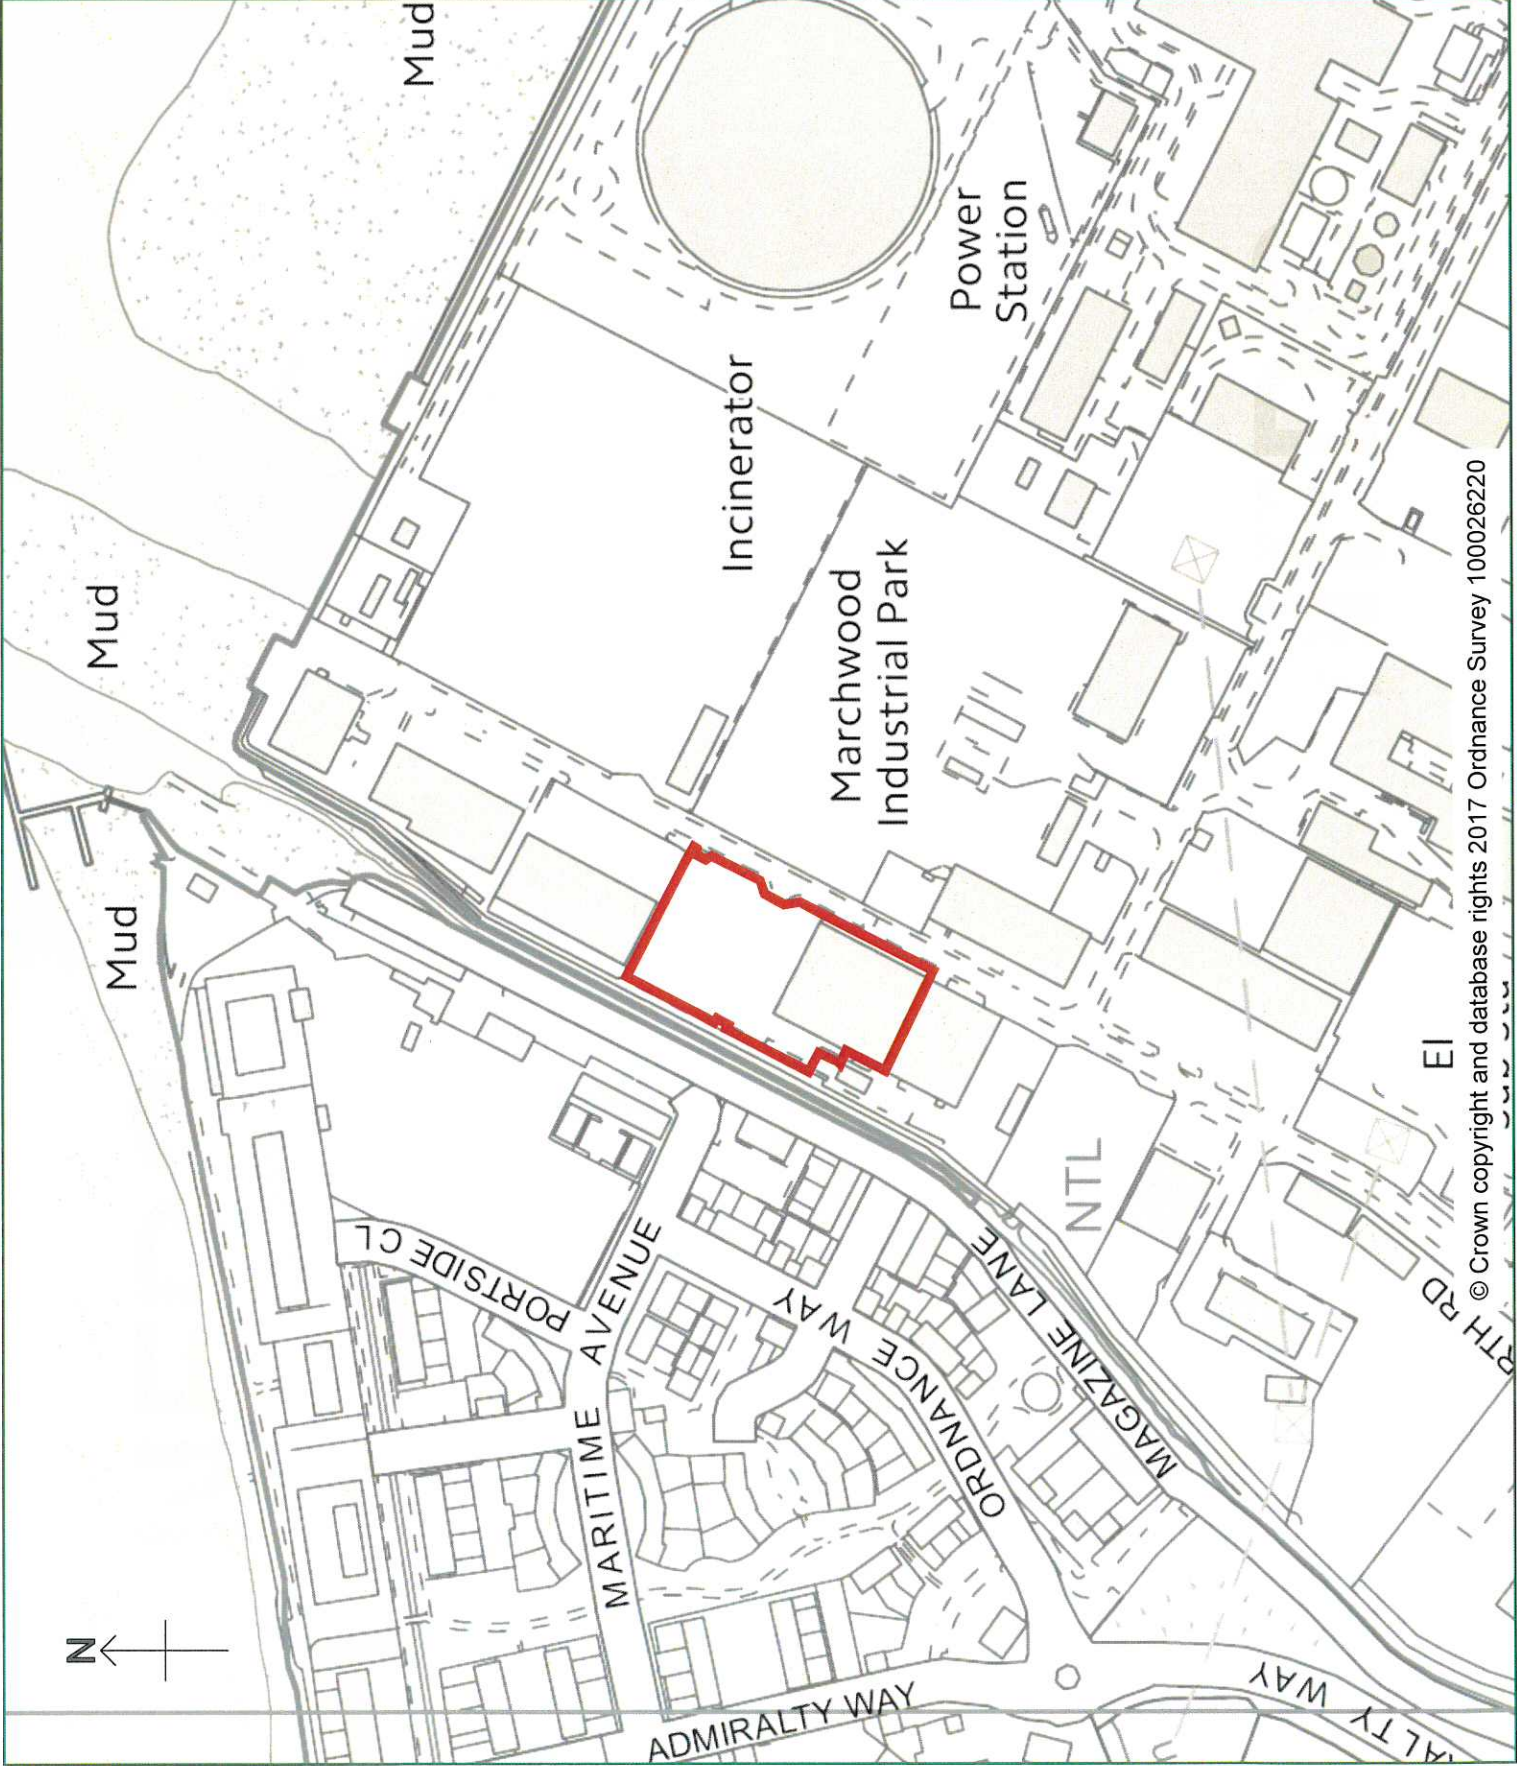 Mud
Mud
Mud
N
Incinerator
Power
Station
Marchwood
Industrial Park
PORTSIDE CL
MARITIME AVENUE
ORDNANCE WAY
MAGAZINE LANE
NTL
ADMIRALTY WAY
ALTY WAY
RTH RD
El
© Crown copyright and database rights 2017 Ordnance Survey 100026220